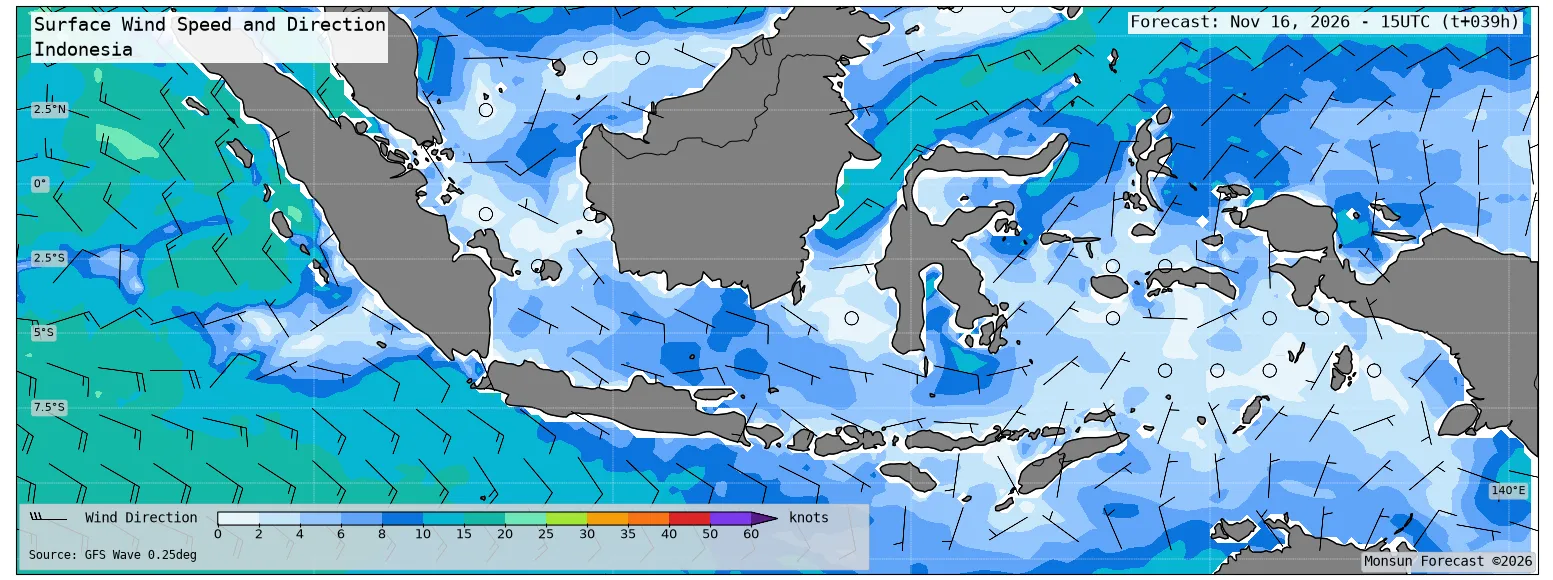 Surface Wind Speed and Direction
Indonesia
Forecast: Nov 16, 2026 - 15UTC (t+039h)
2.5°N
0°
2.5°S
5°S
7.5°S
140°E
Wind Direction
0 2 4 6 8 10 15 20 25 30 35 40 50 60
knots
Source: GFS Wave 0.25deg
Monsun Forecast ©2026